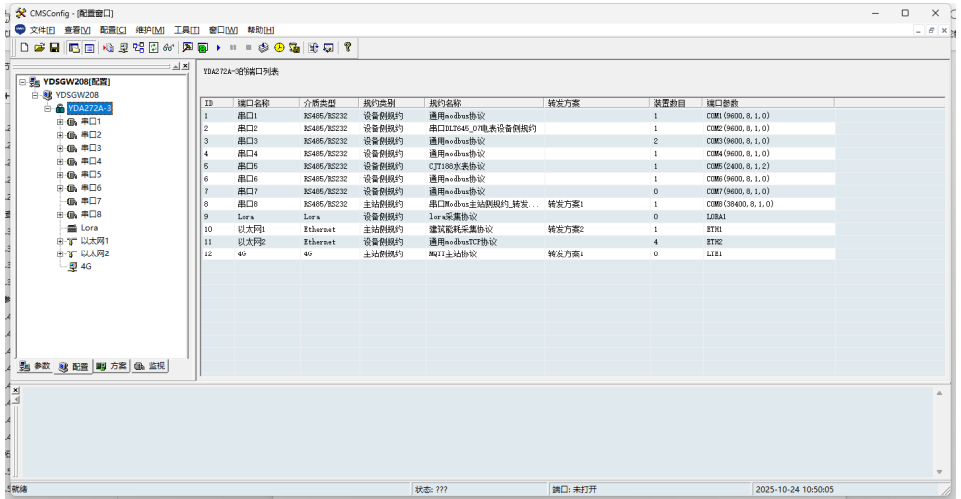 CMSConfig - [配置窗口]
文件[F] 查看[V] 配置[C] 维护[M] 工具[T] 窗口[W] 帮助[H]
YDSGW208[配置]
YDSGW208
YDA272A-3
串口1
串口2
串口3
串口4
串口5
串口6
串口7
串口8
Lora
以太网1
以太网2
4G
参数 配置 方案 监视
YDA272A-3的端口列表
ID 端口名称 介质类型 规约类别 规约名称 转发方案 装置数目 端口参数
1 串口1 RS485/RS232 设备侧规约 通用modbus协议 1 COM1(9600,8,1,0)
2 串口2 RS485/RS232 设备侧规约 串口DLT645_07电表设备侧规约 1 COM2(9600,8,1,0)
3 串口3 RS485/RS232 设备侧规约 通用modbus协议 2 COM3(9600,8,1,0)
4 串口4 RS485/RS232 设备侧规约 通用modbus协议 1 COM4(9600,8,1,0)
5 串口5 RS485/RS232 设备侧规约 CJT188水表协议 1 COM5(2400,8,1,2)
6 串口6 RS485/RS232 设备侧规约 通用modbus协议 1 COM6(9600,8,1,0)
7 串口7 RS485/RS232 设备侧规约 通用modbus协议 0 COM7(9600,8,1,0)
8 串口8 RS485/RS232 主站侧规约 串口Modbus主站侧规约_转发... 转发方案1 1 COM8(38400,8,1,0)
9 Lora Lora 设备侧规约 lora采集协议 0 LORA1
10 以太网1 Ethernet 主站侧规约 建筑能耗采集协议 转发方案2 1 ETH1
11 以太网2 Ethernet 设备侧规约 通用modbusTCP协议 4 ETH2
12 4G 4G 主站侧规约 MQTT主站协议 转发方案1 0 LTE1
就绪 状态: ??? 端口: 未打开 2025-10-24 10:50:05